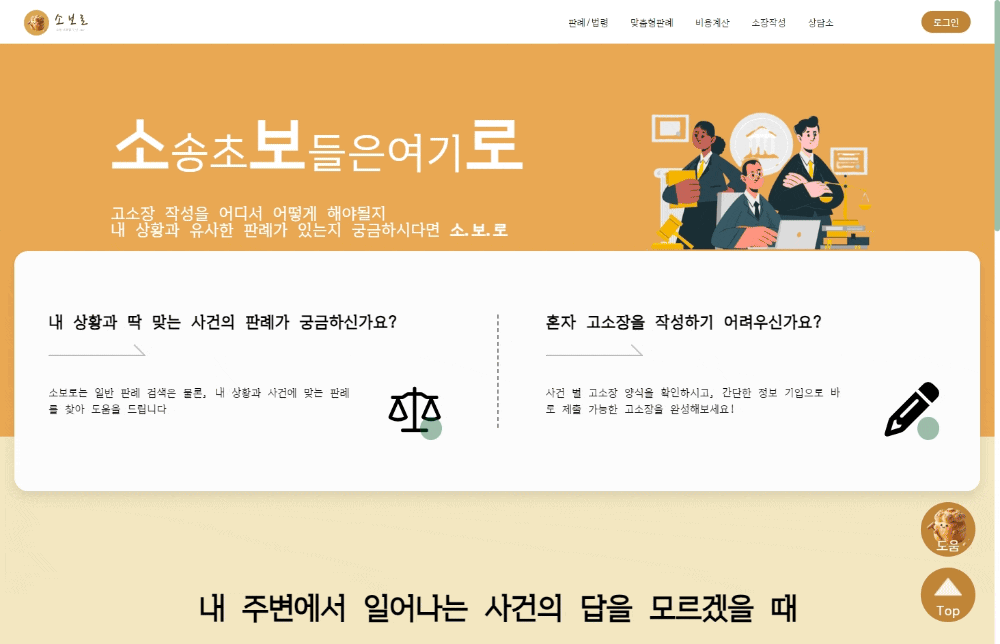 소보로
판례/법령 맞춤형판례 비용계산 소장작성 상담소 로그인
소송초보들은여기로
고소장 작성을 어디서 어떻게 해야될지
내 상황과 유사한 판례가 있는지 궁금하시다면 소.보.로
내 상황과 딱 맞는 사건의 판례가 궁금하신가요?
소보로는 일반 판례 검색은 물론, 내 상황과 사건에 맞는 판례
를 찾아 도움을 드립니다
혼자 고소장을 작성하기 어려우신가요?
사건 별 고소장 양식을 확인하시고, 간단한 정보 기입으로 바
로 제출 가능한 고소장을 완성해보세요!
도움
Top
내 주변에서 일어나는 사건의 답을 모르겠을 때